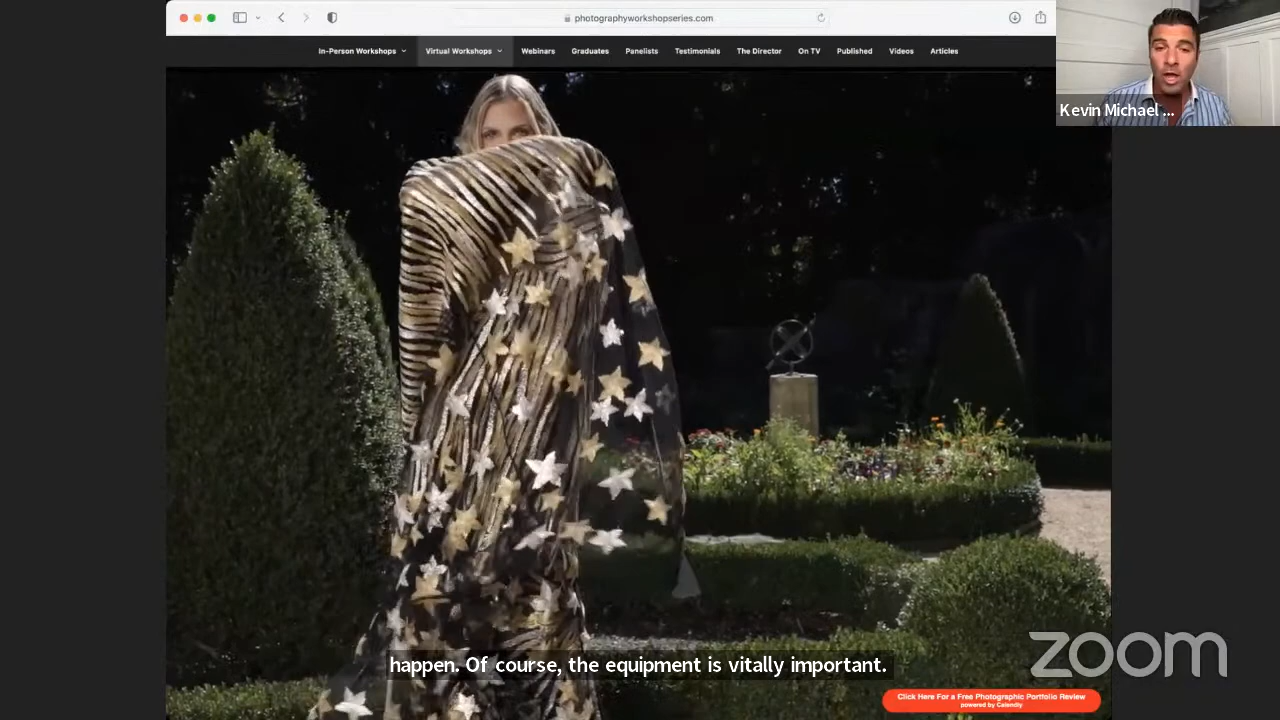 photographyworkshopseries.com
In-Person Workshops
Virtual Workshops
Webinars
Graduates
Panelists
Testimonials
The Director
On TV
Published
Videos
Articles
Kevin Michael ...
happen. Of course, the equipment is vitally important.
zoom
Click Here For a Free Photographic Portfolio Review
powered by Calendly